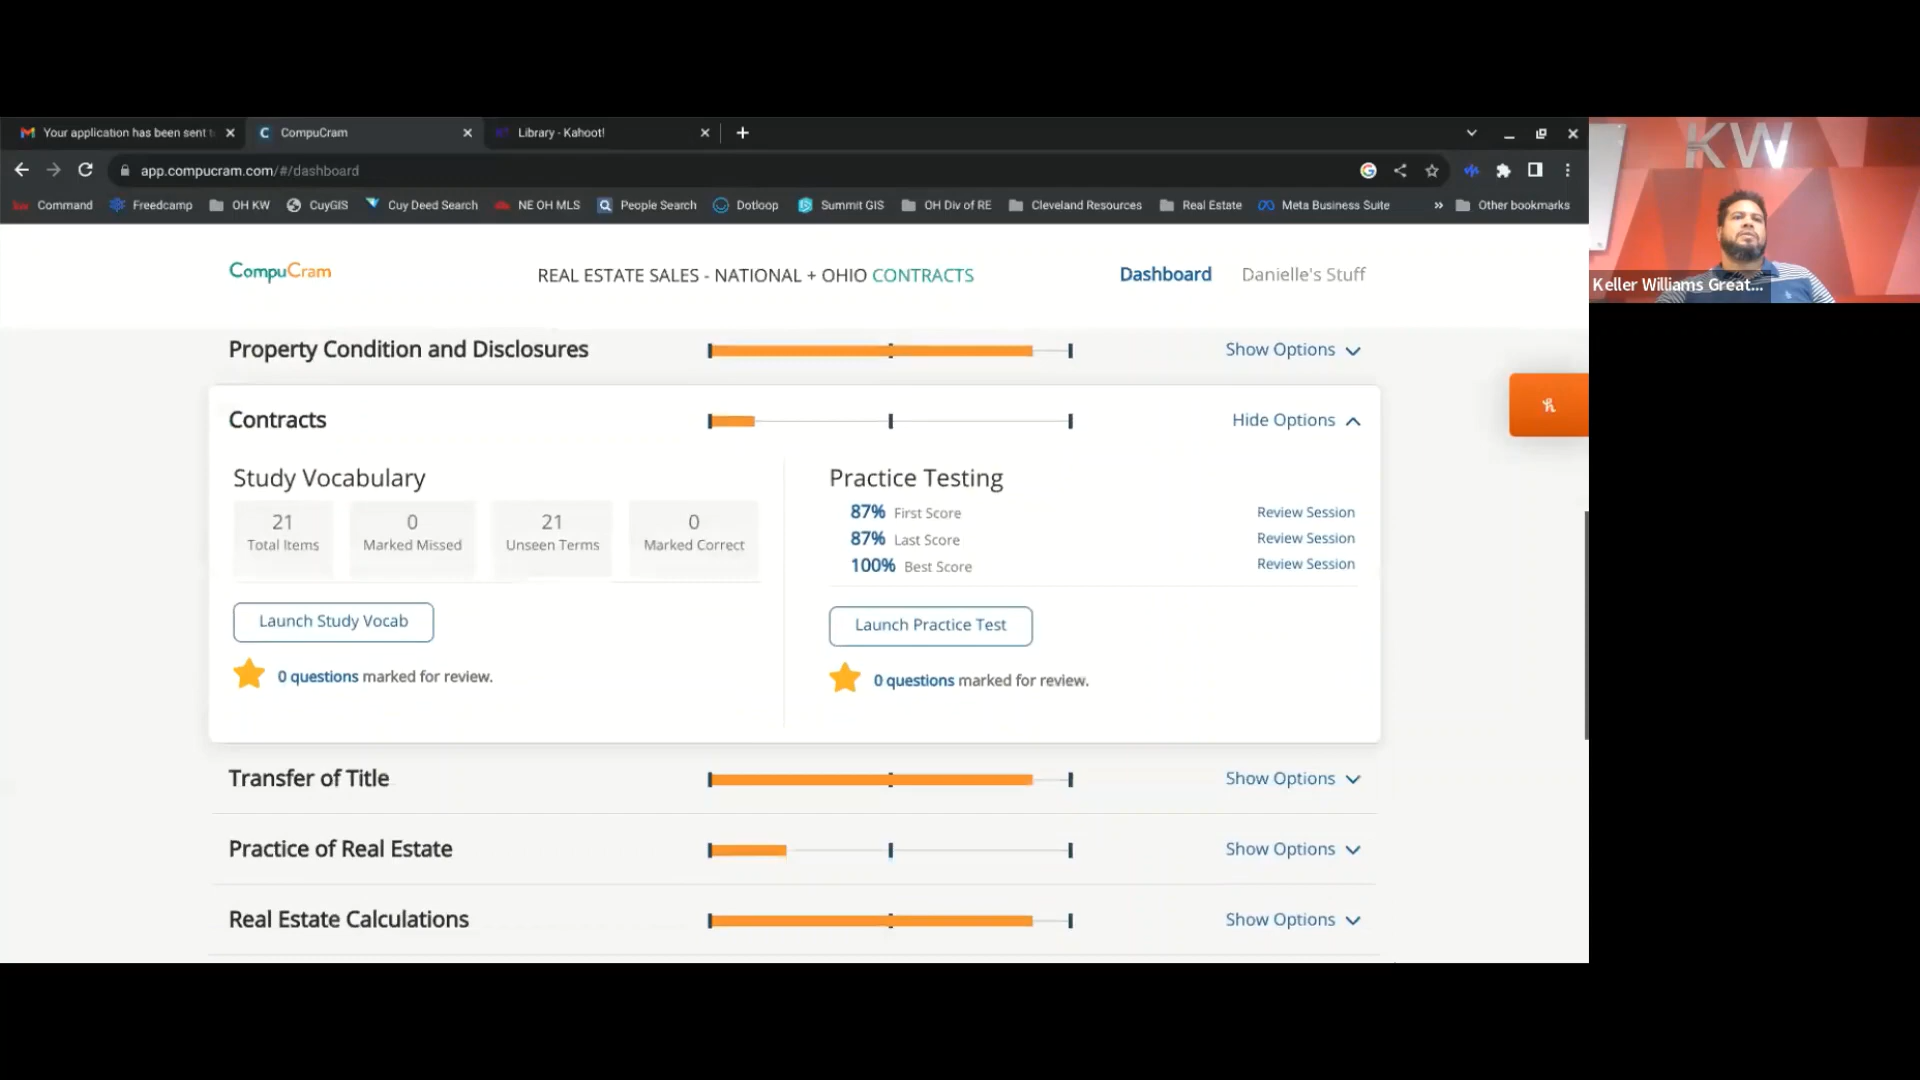 Your application has been sent t
CompuCram
Library - Kahoot!
app.compucram.com/#/dashboard
Command
Freedcamp
OH KW
CuyGIS
Cuy Deed Search
NE OH MLS
People Search
Dotloop
Summit GIS
OH Div of RE
Cleveland Resources
Real Estate
Meta Business Suite
Other bookmarks
KW
Keller Williams Great...
CompuCram
REAL ESTATE SALES - NATIONAL + OHIO CONTRACTS
Dashboard
Danielle's Stuff
Property Condition and Disclosures
Show Options
Contracts
Hide Options
Study Vocabulary
21
Total Items
0
Marked Missed
21
Unseen Terms
0
Marked Correct
Launch Study Vocab
0 questions marked for review.
Practice Testing
87% First Score Review Session
87% Last Score Review Session
100% Best Score Review Session
Launch Practice Test
0 questions marked for review.
Transfer of Title
Show Options
Practice of Real Estate
Show Options
Real Estate Calculations
Show Options